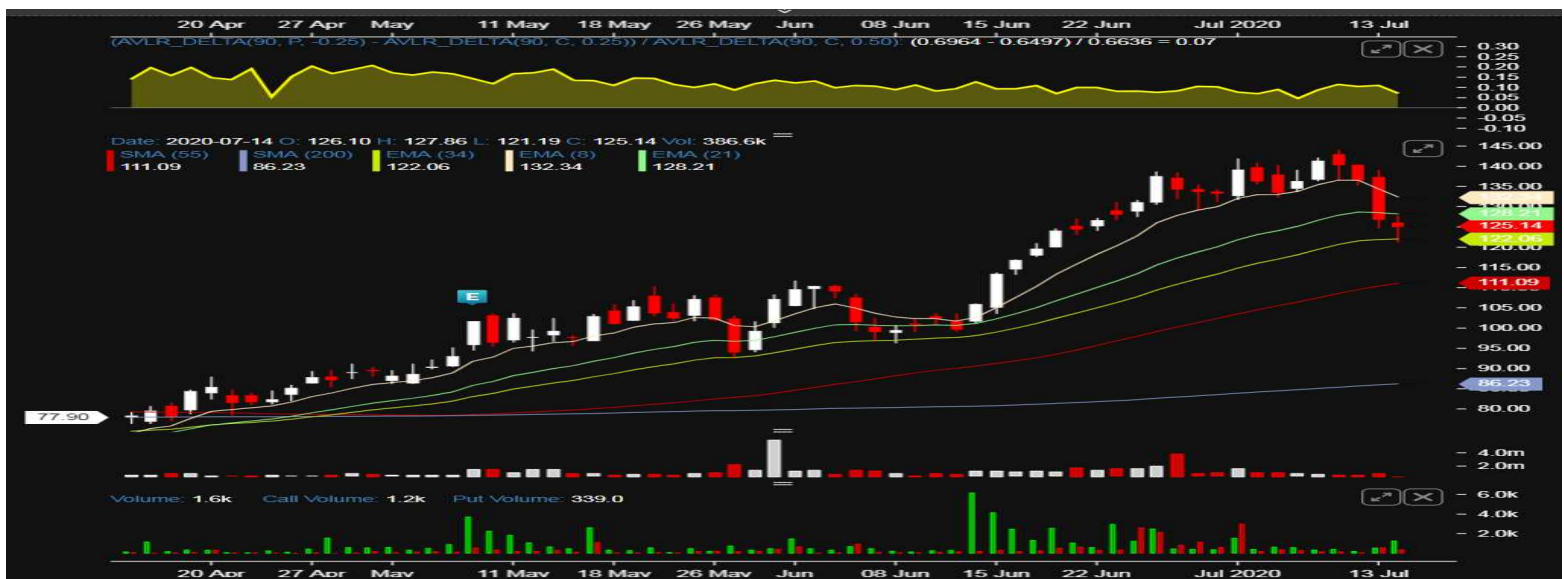 20 Apr 27 Apr May 11 May 18 May 26 May Jun 08 Jun 15 Jun 22 Jun Jul 2020 13 Jul
(AVLR_DELTA(90, P, -0.25) - AVLR_DELTA(90, C, 0.25)) / AVLR_DELTA(90, C, 0.50): (0.6964 - 0.6497) / 0.6636 = 0.07
0.30
0.25
0.20
0.15
0.10
0.05
0.00
-0.05
-0.10
Date: 2020-07-14 O: 126.10 H: 127.86 L: 121.19 C: 125.14 Vol: 386.6k
SMA (55) SMA (200) EMA (34) EMA (8) EMA (21)
111.09 86.23 122.06 132.34 128.21
145.00
140.00
135.00
130.00
128.21
125.14
122.06
120.00
115.00
111.09
105.00
E
100.00
95.00
90.00
86.23
80.00
77.90
4.0m
2.0m
Volume: 1.6k Call Volume: 1.2k Put Volume: 339.0
6.0k
4.0k
2.0k
20 Apr 27 Apr May 11 May 18 May 26 May Jun 08 Jun 15 Jun 22 Jun Jul 2020 13 Jul